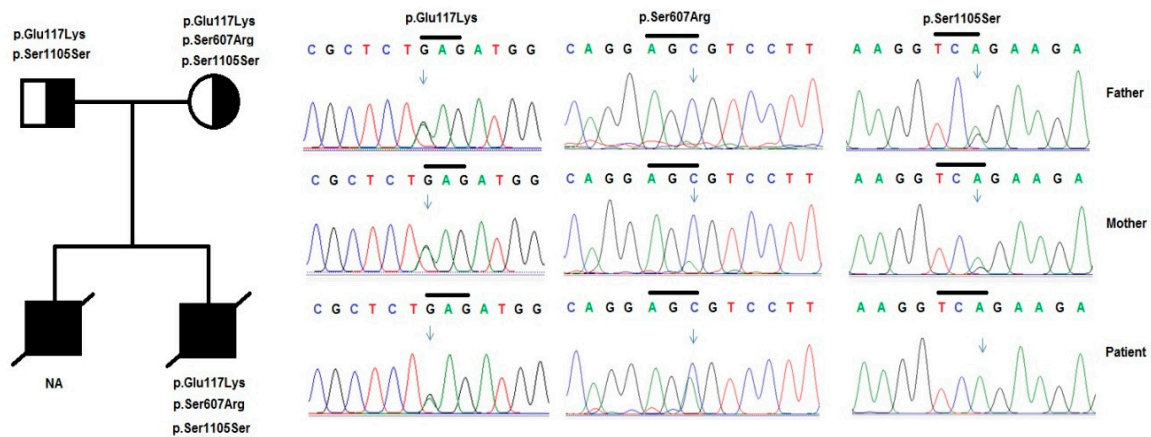 p.Glu117Lys
p.Ser1105Ser
p.Glu117Lys
p.Ser607Arg
p.Ser1105Ser
NA
p.Glu117Lys
p.Ser607Arg
p.Ser1105Ser
p.Glu117Lys p.Ser607Arg p.Ser1105Ser
C G C T C T G A G A T G G C A G G A G C G T C C T T A A G G T C A G A A G A
Father
C G C T C T G A G A T G G C A G G A G C G T C C T T A A G G T C A G A A G A
Mother
C G C T C T G A G A T G G C A G G A G C G T C C T T A A G G T C A G A A G A
Patient